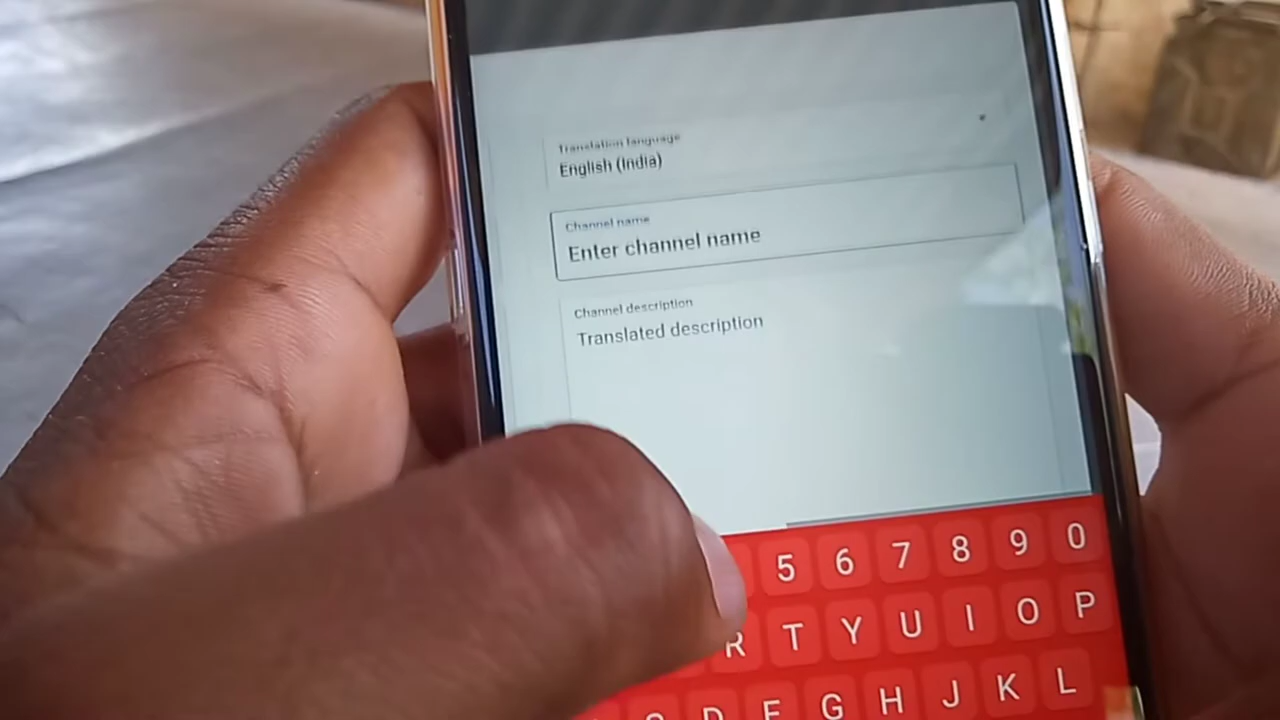 Translation language
English (India)
Channel name
Enter channel name
Channel description
Translated description
5 6 7 8 9 0
R T Y U I O P
D F G H J K L